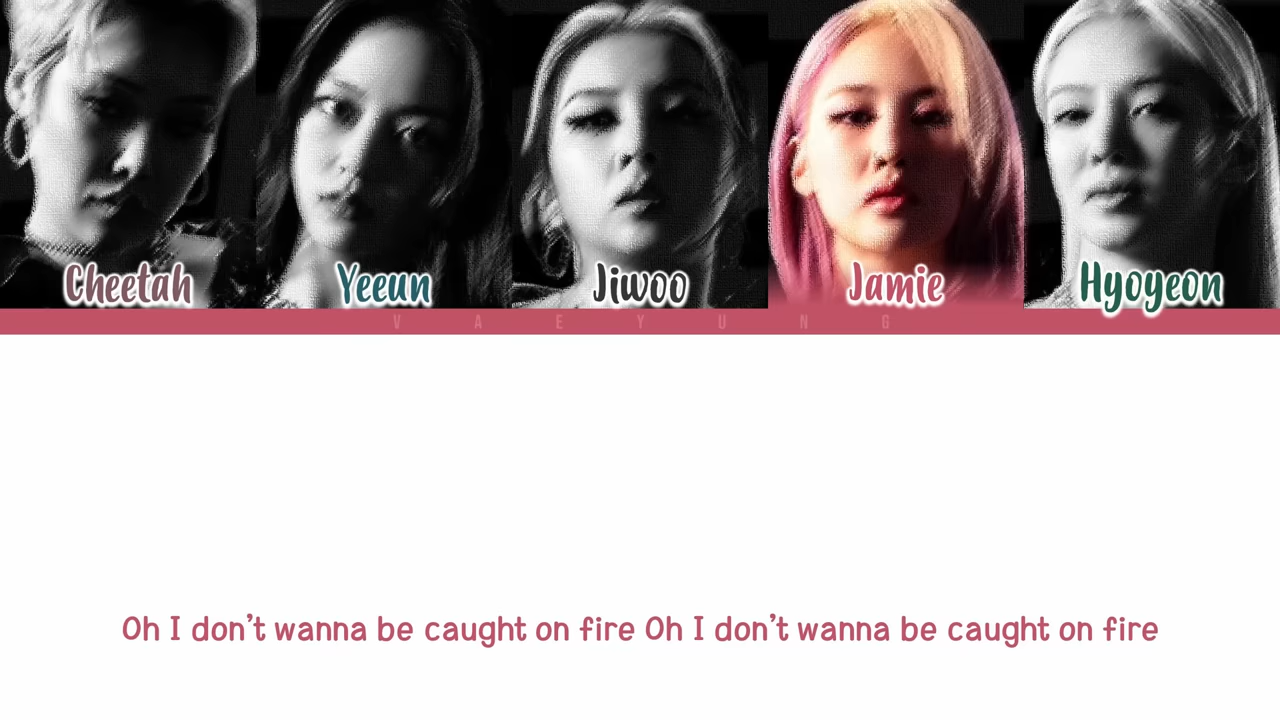 Cheetah Yeeun Jiwoo Jamie Hyoyeon
VAEYUNG
Oh I don't wanna be caught on fire Oh I don't wanna be caught on fire